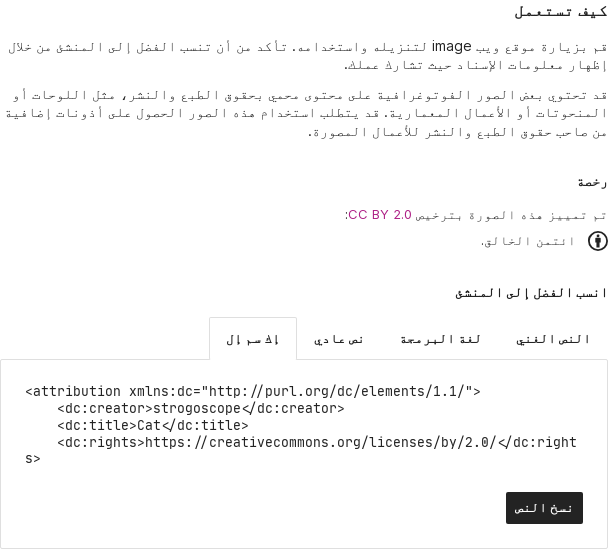 كيف تستعمل
قم بزيارة موقع ويب image لتنزيله واستخدامه. تأكد من أن تنسب الفضل إلى المنشئ من خلال
إظهار معلومات الإسناد حيث تشارك عملك.
قد تحتوي بعض الصور الفوتوغرافية على محتوى محمي بحقوق الطبع والنشر، مثل اللوحات أو
المنحوتات أو الأعمال المعمارية. قد يتطلب استخدام هذه الصور الحصول على أذونات إضافية
من صاحب حقوق الطبع والنشر للأعمال المصورة.
رخصة
تم تمييز هذه الصورة بترخيص CC BY 2.0:
ائتمن الخالق.
انسب الفضل إلى المنشئ
النص الغني لغة البرمجة نص عادي إك سم إل
<attribution xmlns:dc="http://purl.org/dc/elements/1.1/">
<dc:creator>strogoscope</dc:creator>
<dc:title>Cat</dc:title>
<dc:rights>https://creativecommons.org/licenses/by/2.0/</dc:right
s>
نسخ النص